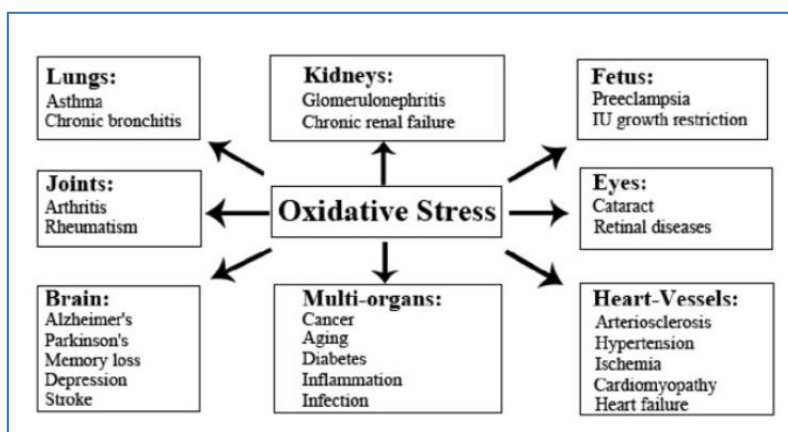 Lungs:
Asthma
Chronic bronchitis
Kidneys:
Glomerulonephritis
Chronic renal failure
Fetus:
Preeclampsia
IU growth restriction
Joints:
Arthritis
Rheumatism
Oxidative Stress
Eyes:
Cataract
Retinal diseases
Brain:
Alzheimer's
Parkinson's
Memory loss
Depression
Stroke
Multi-organs:
Cancer
Aging
Diabetes
Inflammation
Infection
Heart-Vessels:
Arteriosclerosis
Hypertension
Ischemia
Cardiomyopathy
Heart failure